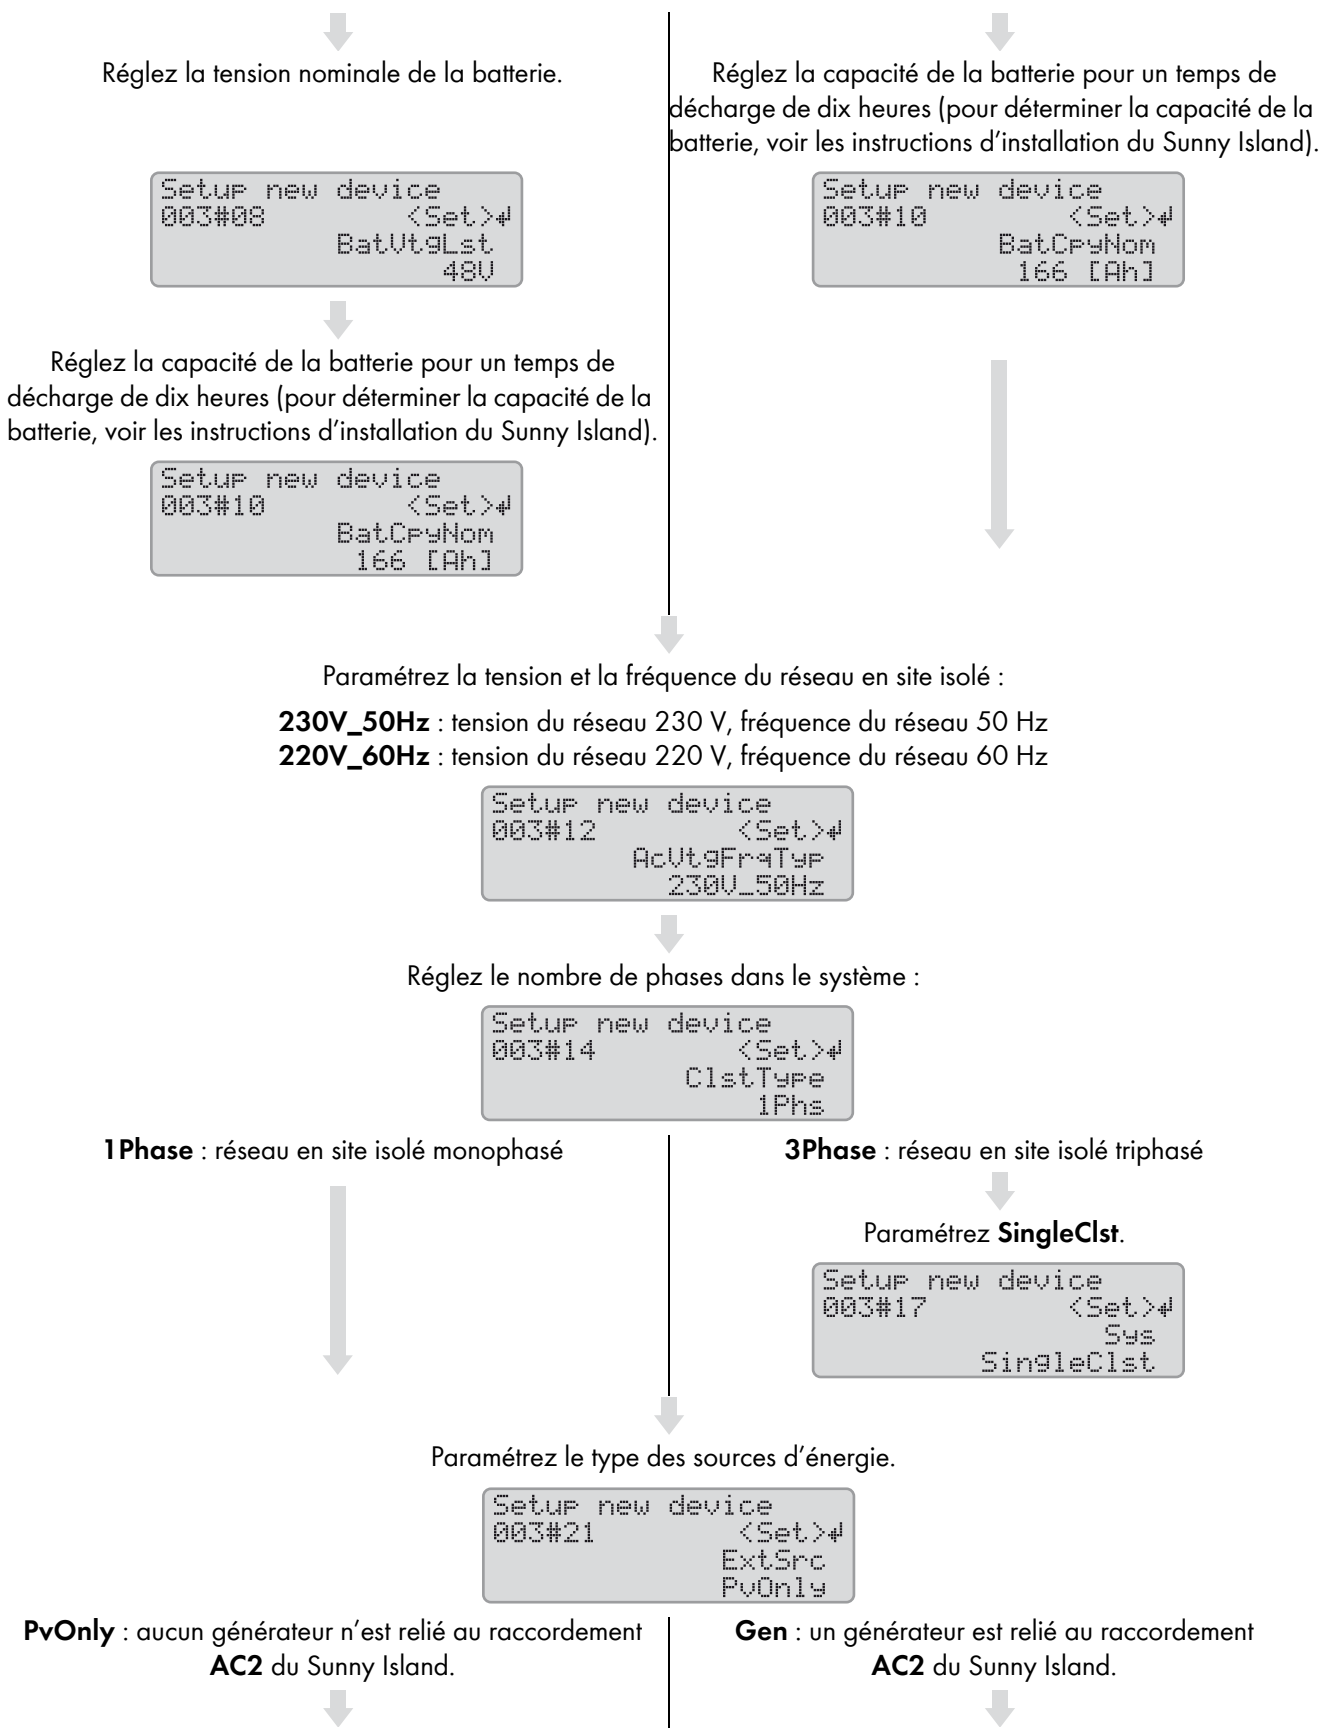 Réglez la tension nominale de la batterie.
Setup new device
003#08 <Set>↲
BatVtgLst
48V
Réglez la capacité de la batterie pour un temps de
décharge de dix heures (pour déterminer la capacité de la
batterie, voir les instructions d’installation du Sunny Island).
Setup new device
003#10 <Set>↲
BatCpyNom
166 [Ah]
Réglez la capacité de la batterie pour un temps de
décharge de dix heures (pour déterminer la capacité de la
batterie, voir les instructions d’installation du Sunny Island).
Setup new device
003#10 <Set>↲
BatCpyNom
166 [Ah]
Paramétrez la tension et la fréquence du réseau en site isolé :
230V_50Hz : tension du réseau 230 V, fréquence du réseau 50 Hz
220V_60Hz : tension du réseau 220 V, fréquence du réseau 60 Hz
Setup new device
003#12 <Set>↲
AcVtgFrqTyp
230V_50Hz
Réglez le nombre de phases dans le système :
Setup new device
003#14 <Set>↲
ClstType
1Phs
1Phase : réseau en site isolé monophasé
3Phase : réseau en site isolé triphasé
Paramétrez SingleClst.
Setup new device
003#17 <Set>↲
Sys
SingleClst
Paramétrez le type des sources d’énergie.
Setup new device
003#21 <Set>↲
ExtSrc
PvOnly
PvOnly : aucun générateur n’est relié au raccordement
AC2 du Sunny Island.
Gen : un générateur est relié au raccordement
AC2 du Sunny Island.